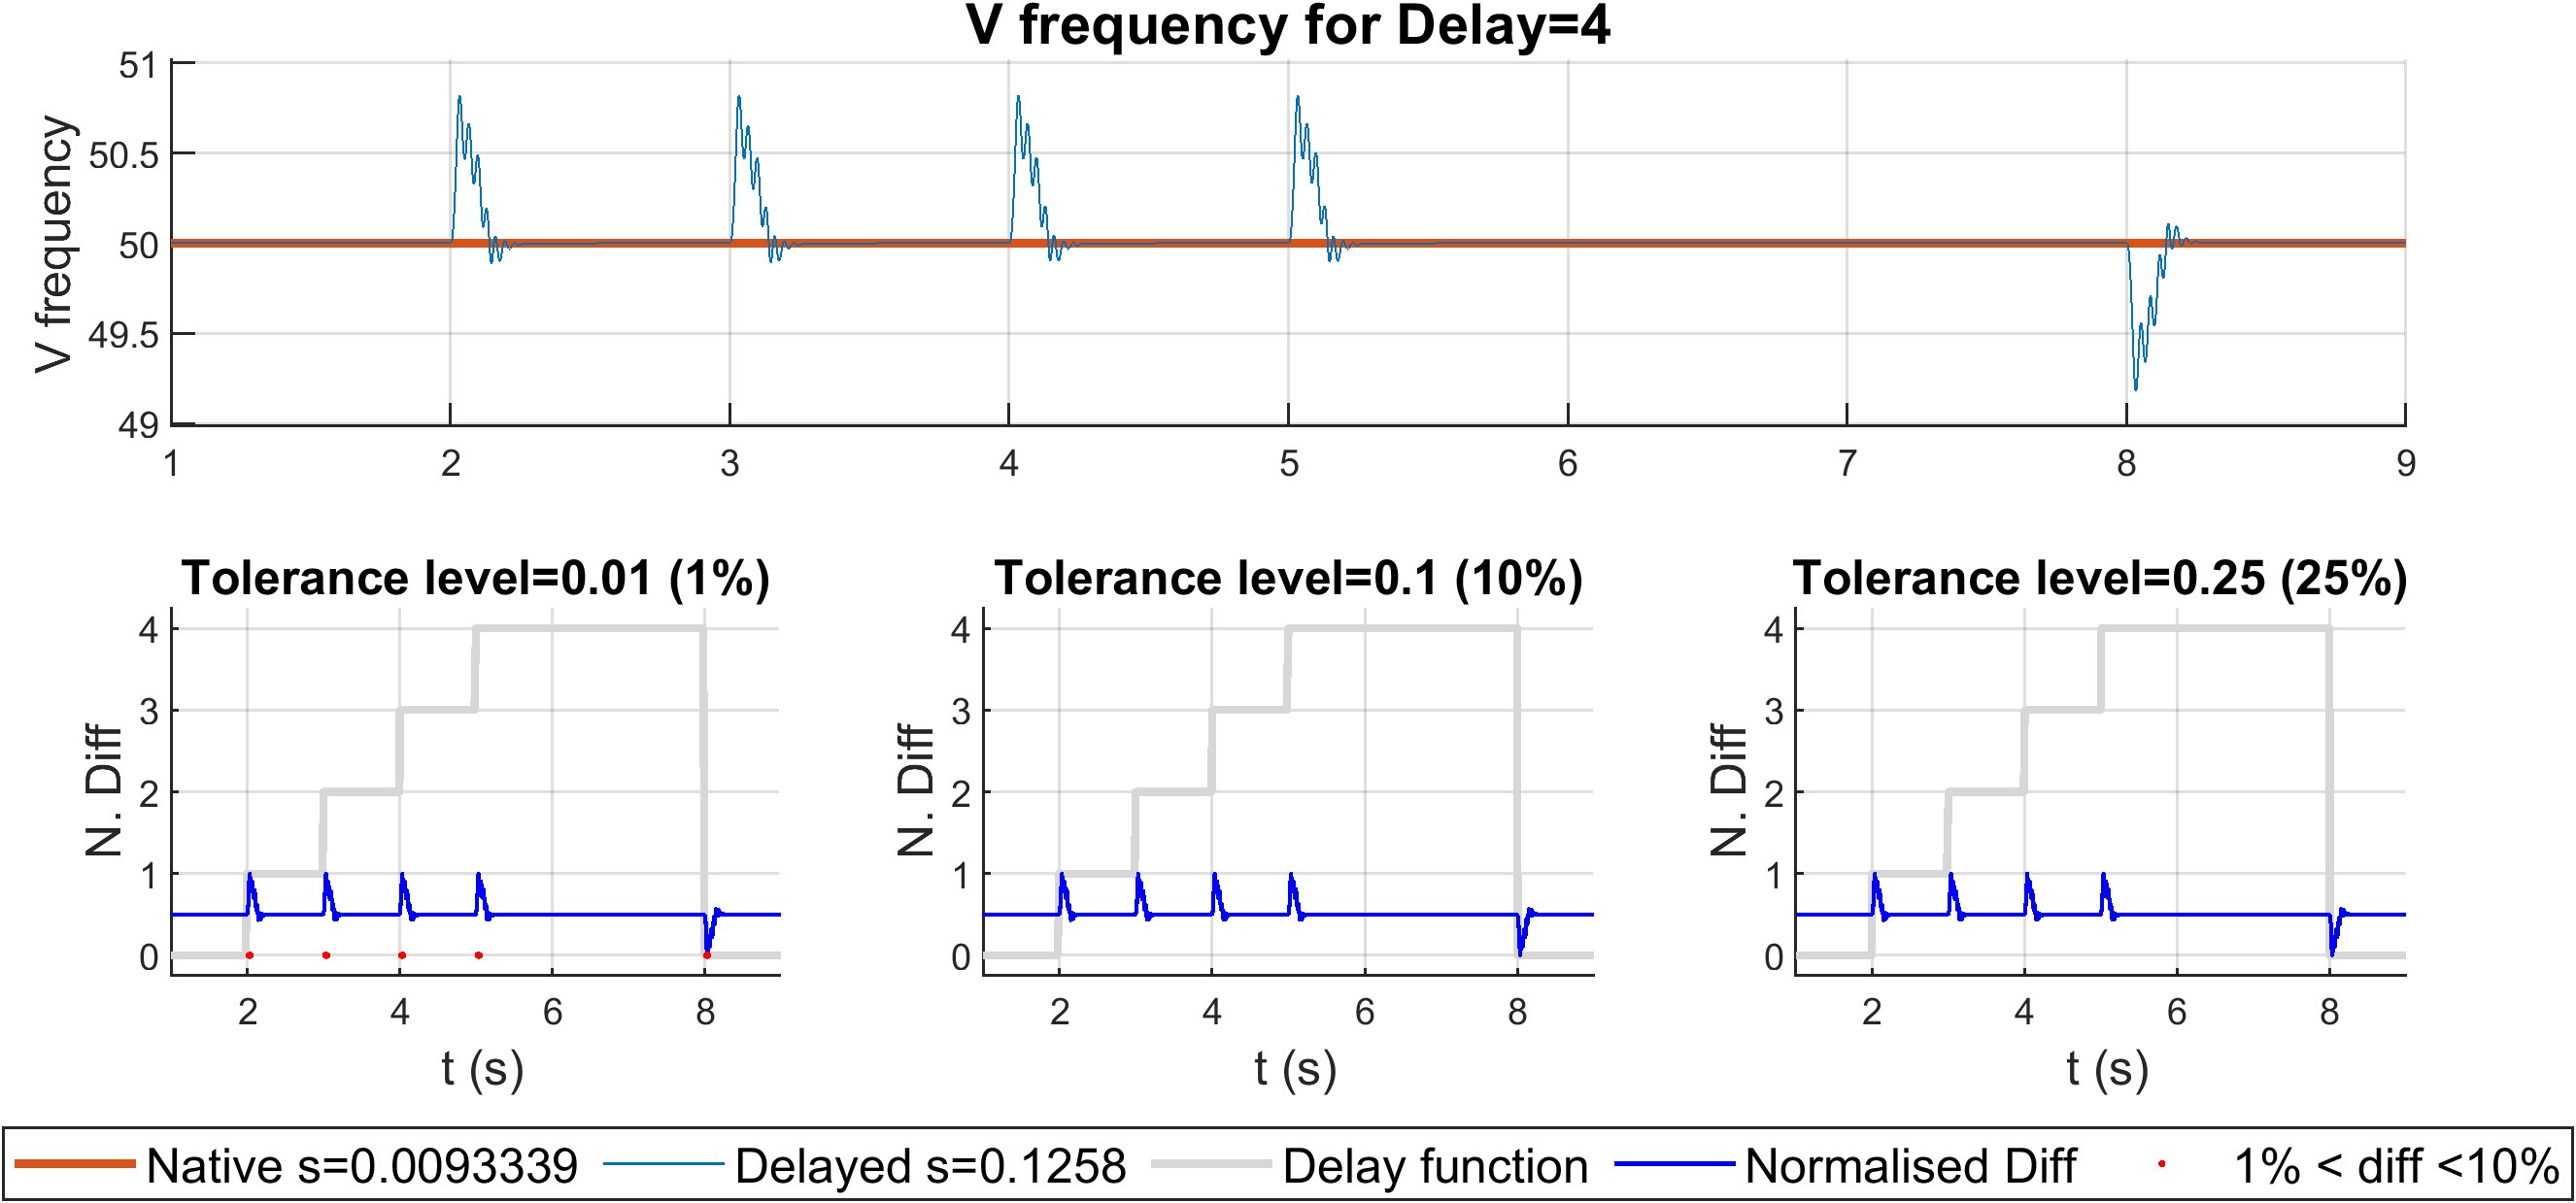 V frequency for Delay=4
V frequency
51
50.5
50
49.5
49
1 2 3 4 5 6 7 8 9
Tolerance level=0.01 (1%)
N. Diff
4
3
2
1
0
2 4 6 8
t (s)
Tolerance level=0.1 (10%)
N. Diff
4
3
2
1
0
2 4 6 8
t (s)
Tolerance level=0.25 (25%)
N. Diff
4
3
2
1
0
2 4 6 8
t (s)
Native s=0.0093339 Delayed s=0.1258 Delay function Normalised Diff 1% < diff <10%